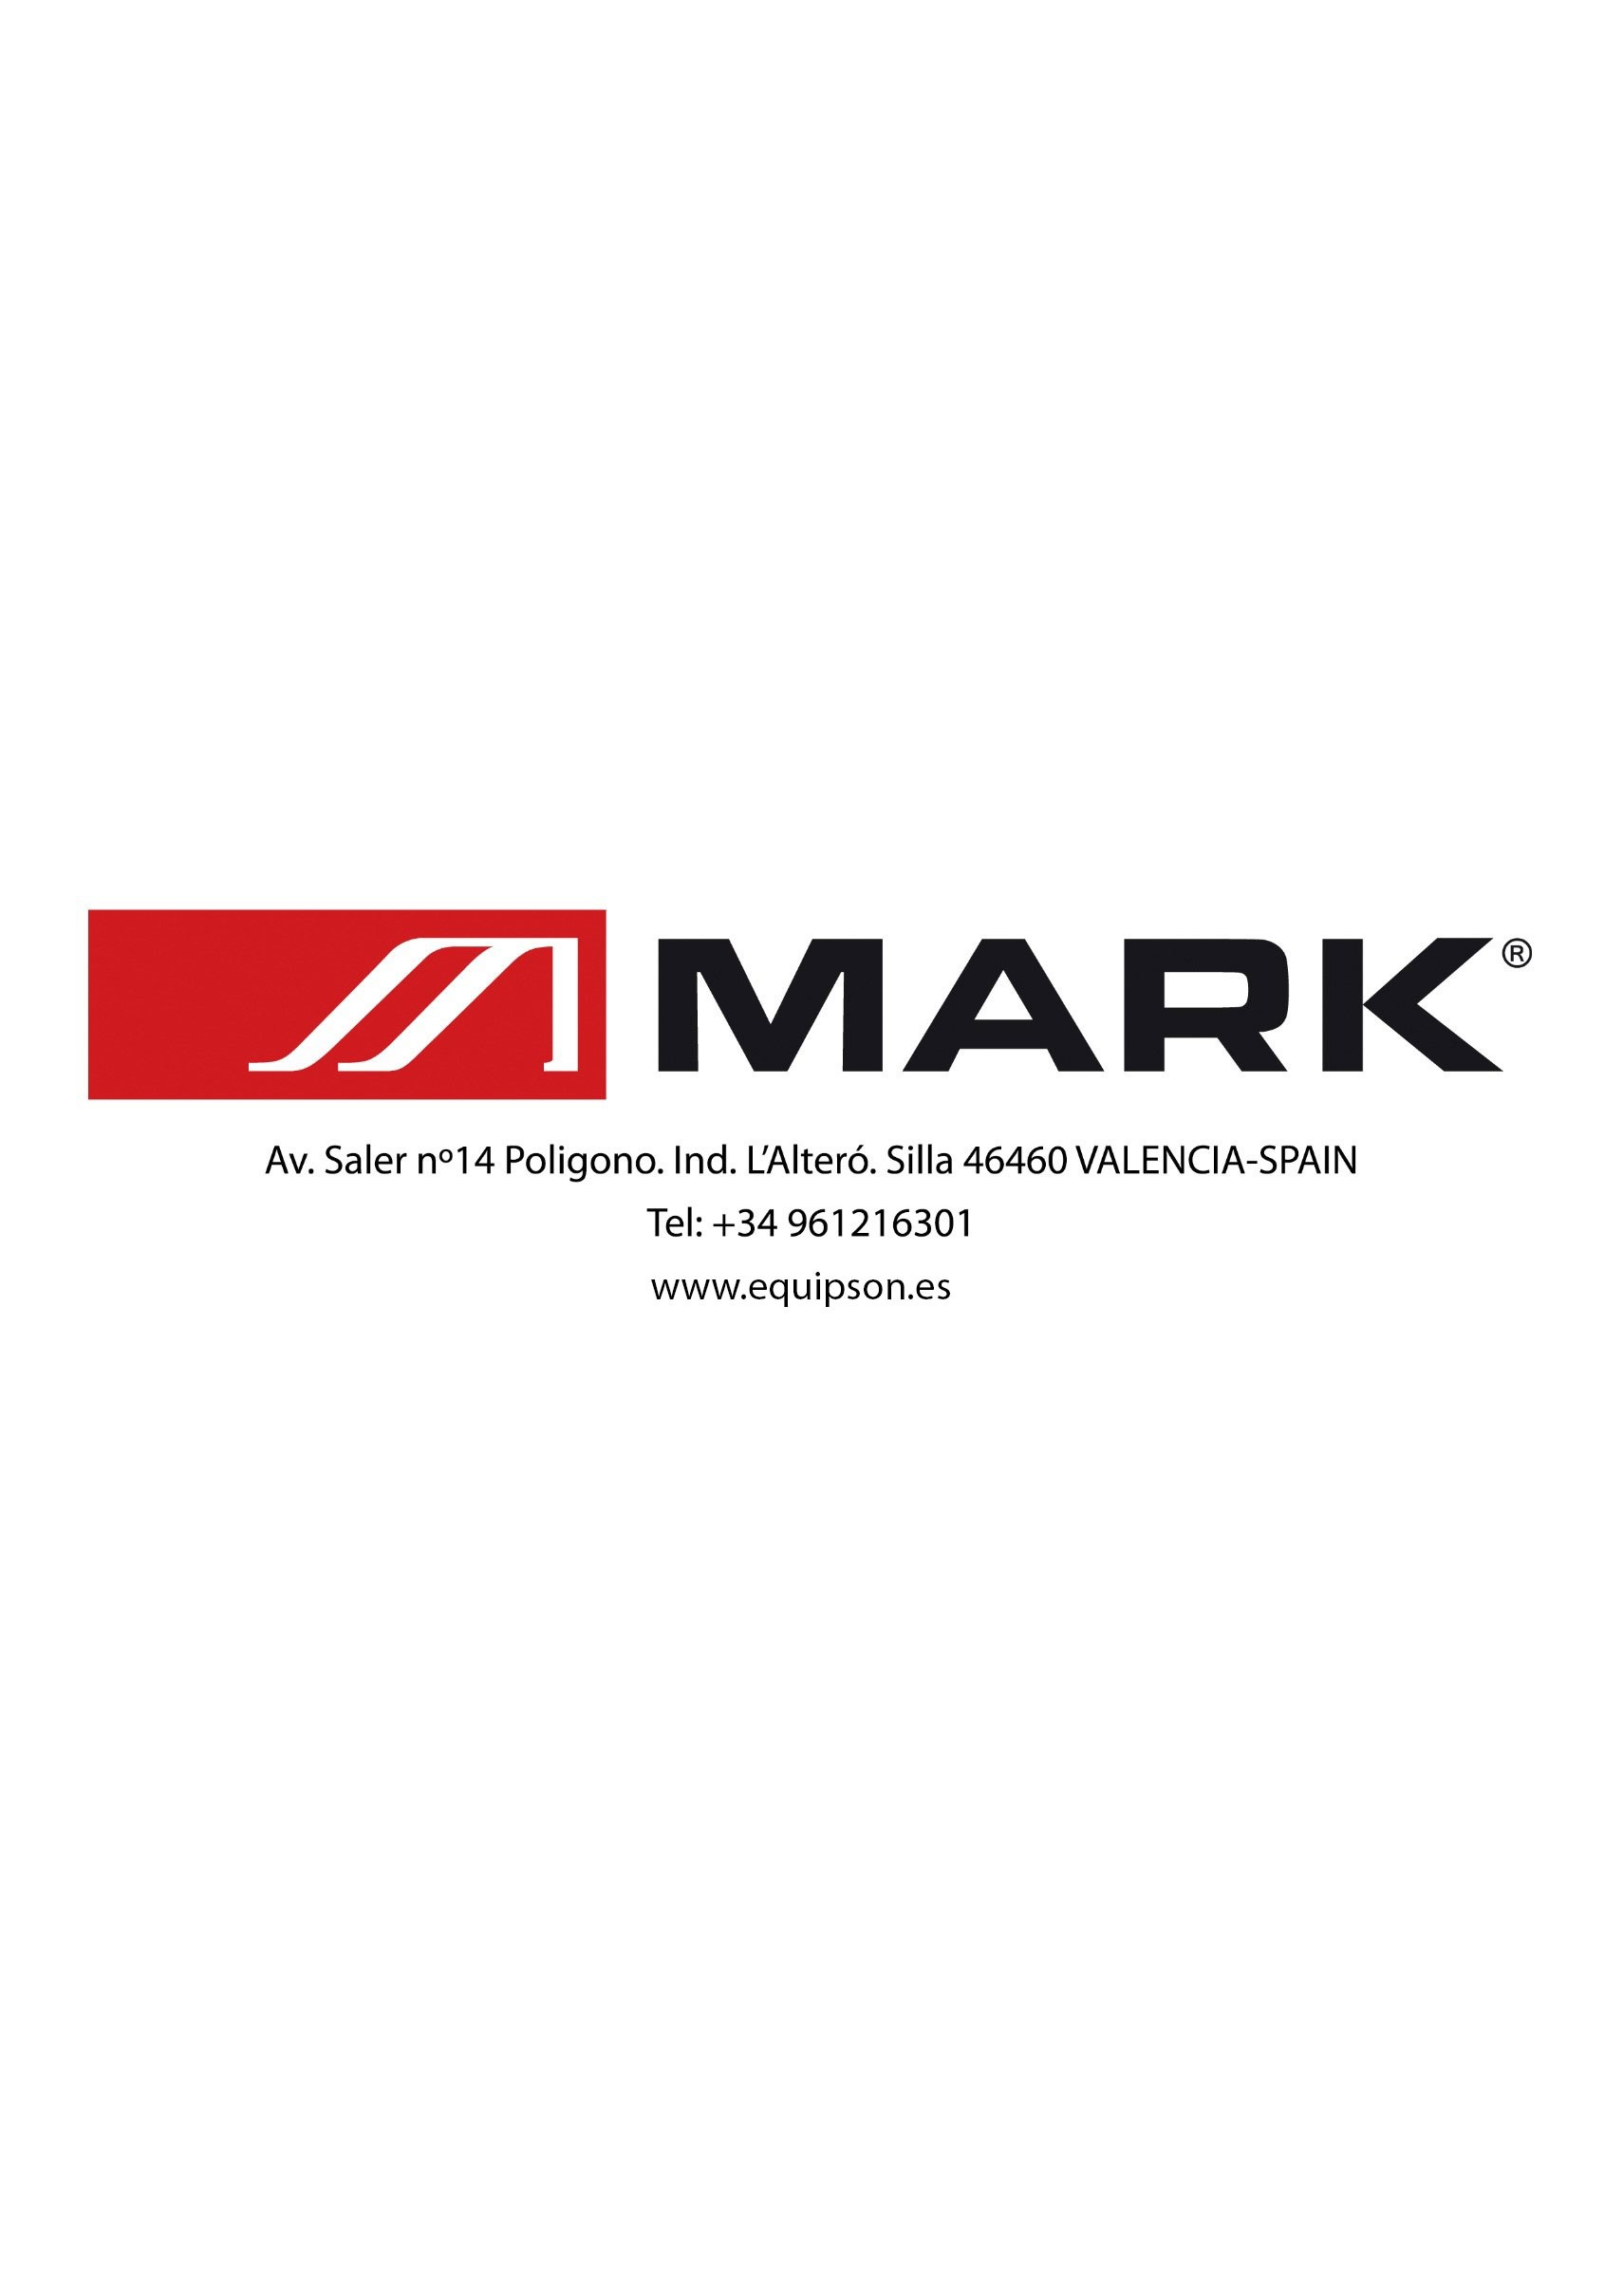 MARK®
Av. Saler nº14 Poligono. Ind. L’Alteró. Silla 46460 VALENCIA-SPAIN
Tel: +34 961216301
www.equipson.es